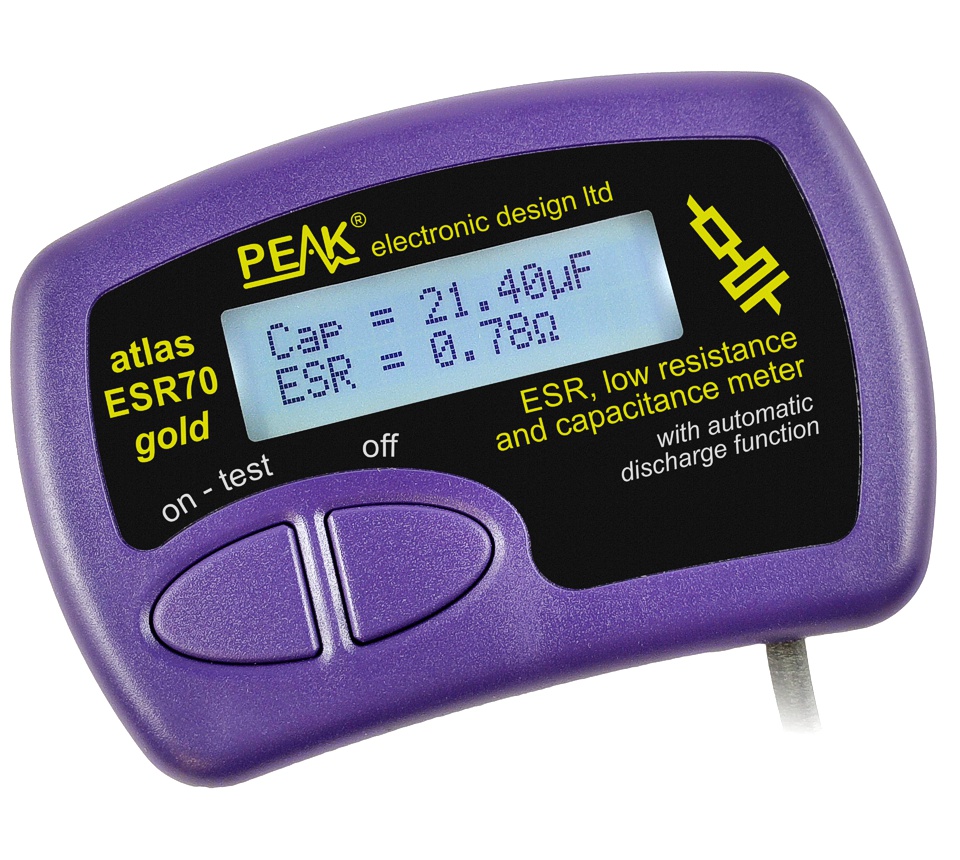 PEAK® electronic design ltd
Cap = 21.40µF
ESR = 0.78Ω
atlas
ESR70
gold
ESR, low resistance
and capacitance meter
with automatic
discharge function
on - test
off